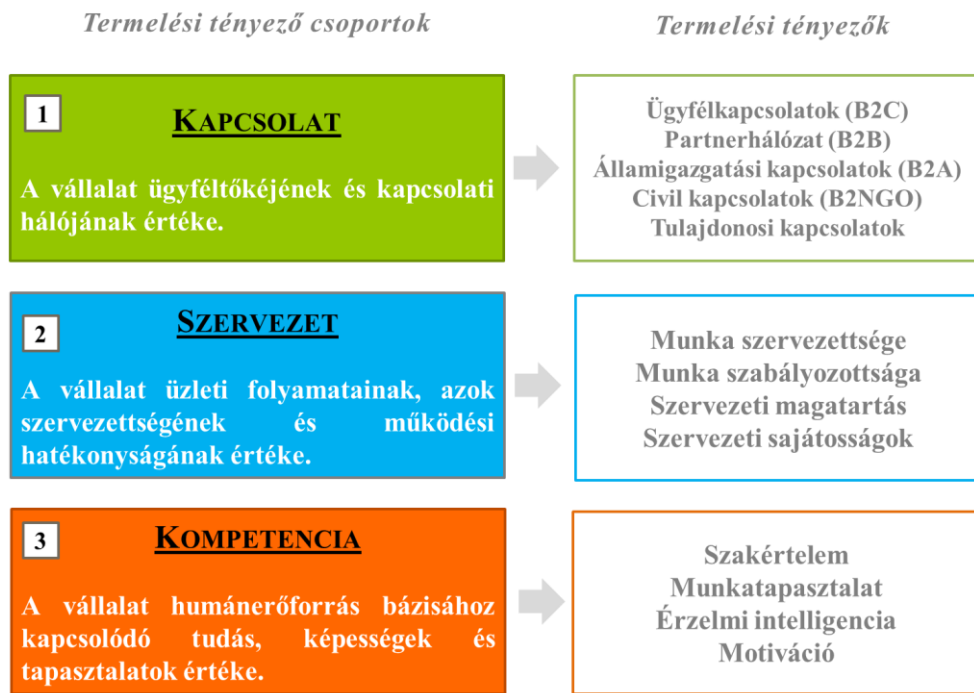 Termelési tényező csoportok
Termelési tényezők
1
KAPCSOLAT
A vállalat ügyféltőkéjének és kapcsolati
hálójának értéke.
Ügyfélkapcsolatok (B2C)
Partnerhálózat (B2B)
Államigazgatási kapcsolatok (B2A)
Civil kapcsolatok (B2NGO)
Tulajdonosi kapcsolatok
2
SZERVEZET
A vállalat üzleti folyamatainak, azok
szervezettségének és működési
hatékonyságának értéke.
Munka szervezettsége
Munka szabályozottsága
Szervezeti magatartás
Szervezeti sajátosságok
3
KOMPETENCIA
A vállalat humánerőforrás bázisához
kapcsolódó tudás, képességek és
tapasztalatok értéke.
Szakértelem
Munkatapasztalat
Érzelmi intelligencia
Motiváció